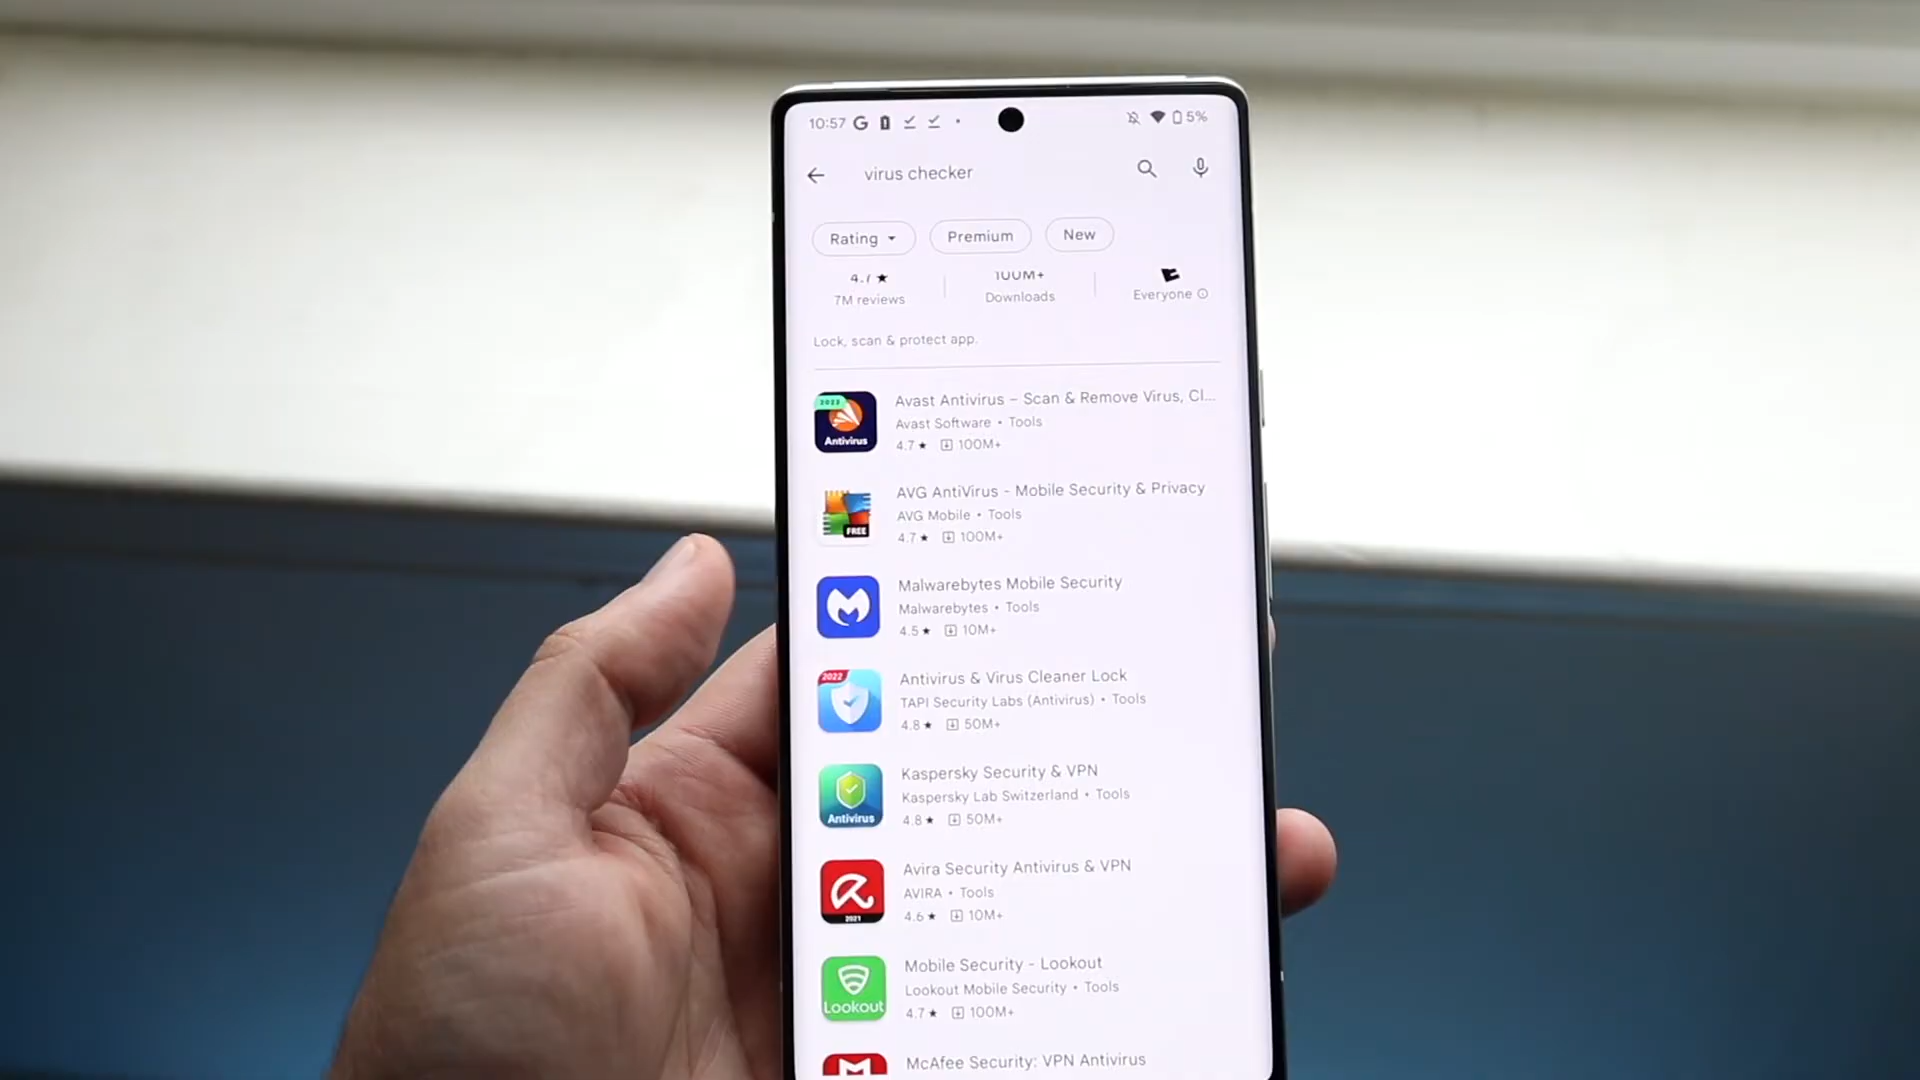 10:57 G 5%
virus checker
Rating Premium New
4.7 ★ 100M+
7M reviews Downloads Everyone
Lock, scan & protect app.
2022
Antivirus
Avast Antivirus – Scan & Remove Virus, Cl...
Avast Software • Tools
4.7 ★ 100M+
FREE
AVG AntiVirus - Mobile Security & Privacy
AVG Mobile • Tools
4.7 ★ 100M+
Malwarebytes Mobile Security
Malwarebytes • Tools
4.5 ★ 10M+
2022
Antivirus & Virus Cleaner Lock
TAPI Security Labs (Antivirus) • Tools
4.8 ★ 50M+
Antivirus
Kaspersky Security & VPN
Kaspersky Lab Switzerland • Tools
4.8 ★ 50M+
2021
Avira Security Antivirus & VPN
AVIRA • Tools
4.6 ★ 10M+
Lookout
Mobile Security - Lookout
Lookout Mobile Security • Tools
4.7 ★ 100M+
McAfee Security: VPN Antivirus